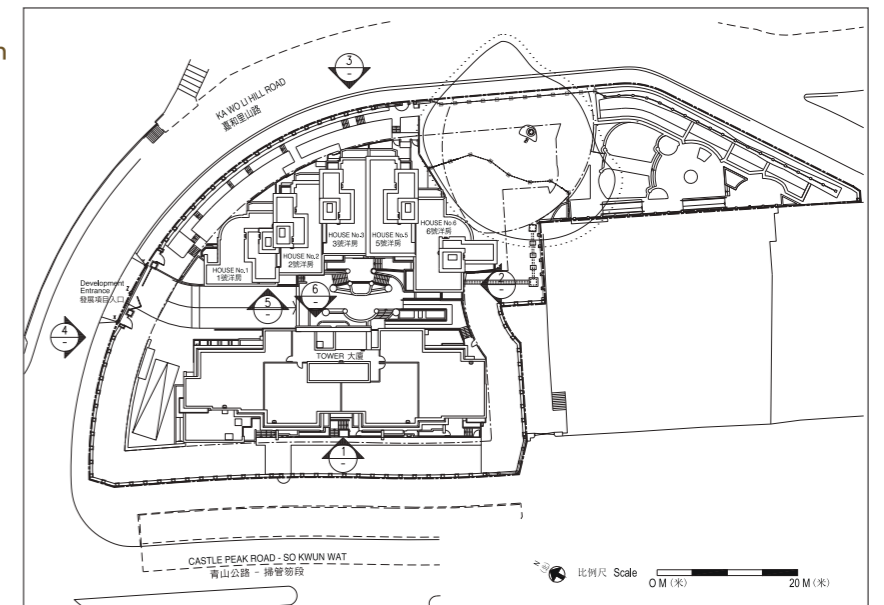 n
3
-
KA WO LI HILL ROAD
嘉和里山路
HOUSE No.3
3號洋房
HOUSE No.5
5號洋房
HOUSE No.6
6號洋房
HOUSE No.2
2號洋房
HOUSE No.1
1號洋房
Development
Entrance
發展項目入口
2
-
6
-
5
-
4
-
TOWER 大廈
1
-
CASTLE PEAK ROAD - SO KWUN WAT
青山公路 - 掃管笏段
N (北)
比例尺 Scale
0 M (米)
20 M (米)